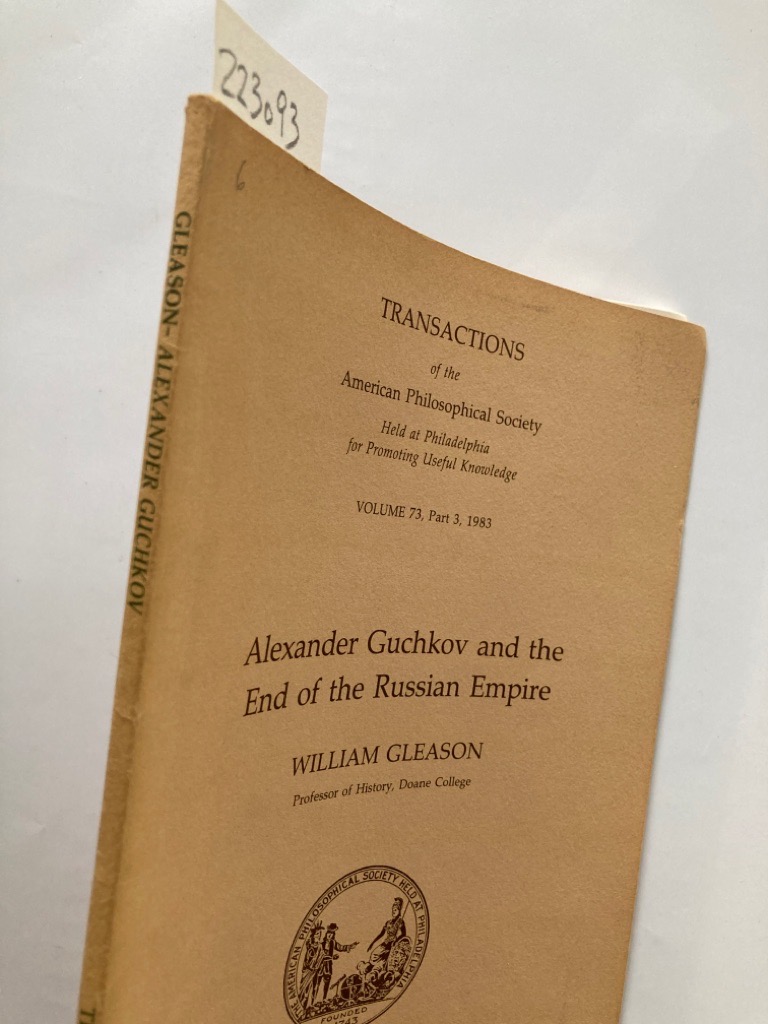 223093
6
GLEASON- ALEXANDER GUCHKOV
TRANSACTIONS
of the
American Philosophical Society
Held at Philadelphia
for Promoting Useful Knowledge
VOLUME 73, Part 3, 1983
Alexander Guchkov and the
End of the Russian Empire
WILLIAM GLEASON
Professor of History, Doane College
THE AMERICAN PHILOSOPHICAL SOCIETY HELD AT PHILADELPHIA
FOUNDED
1743